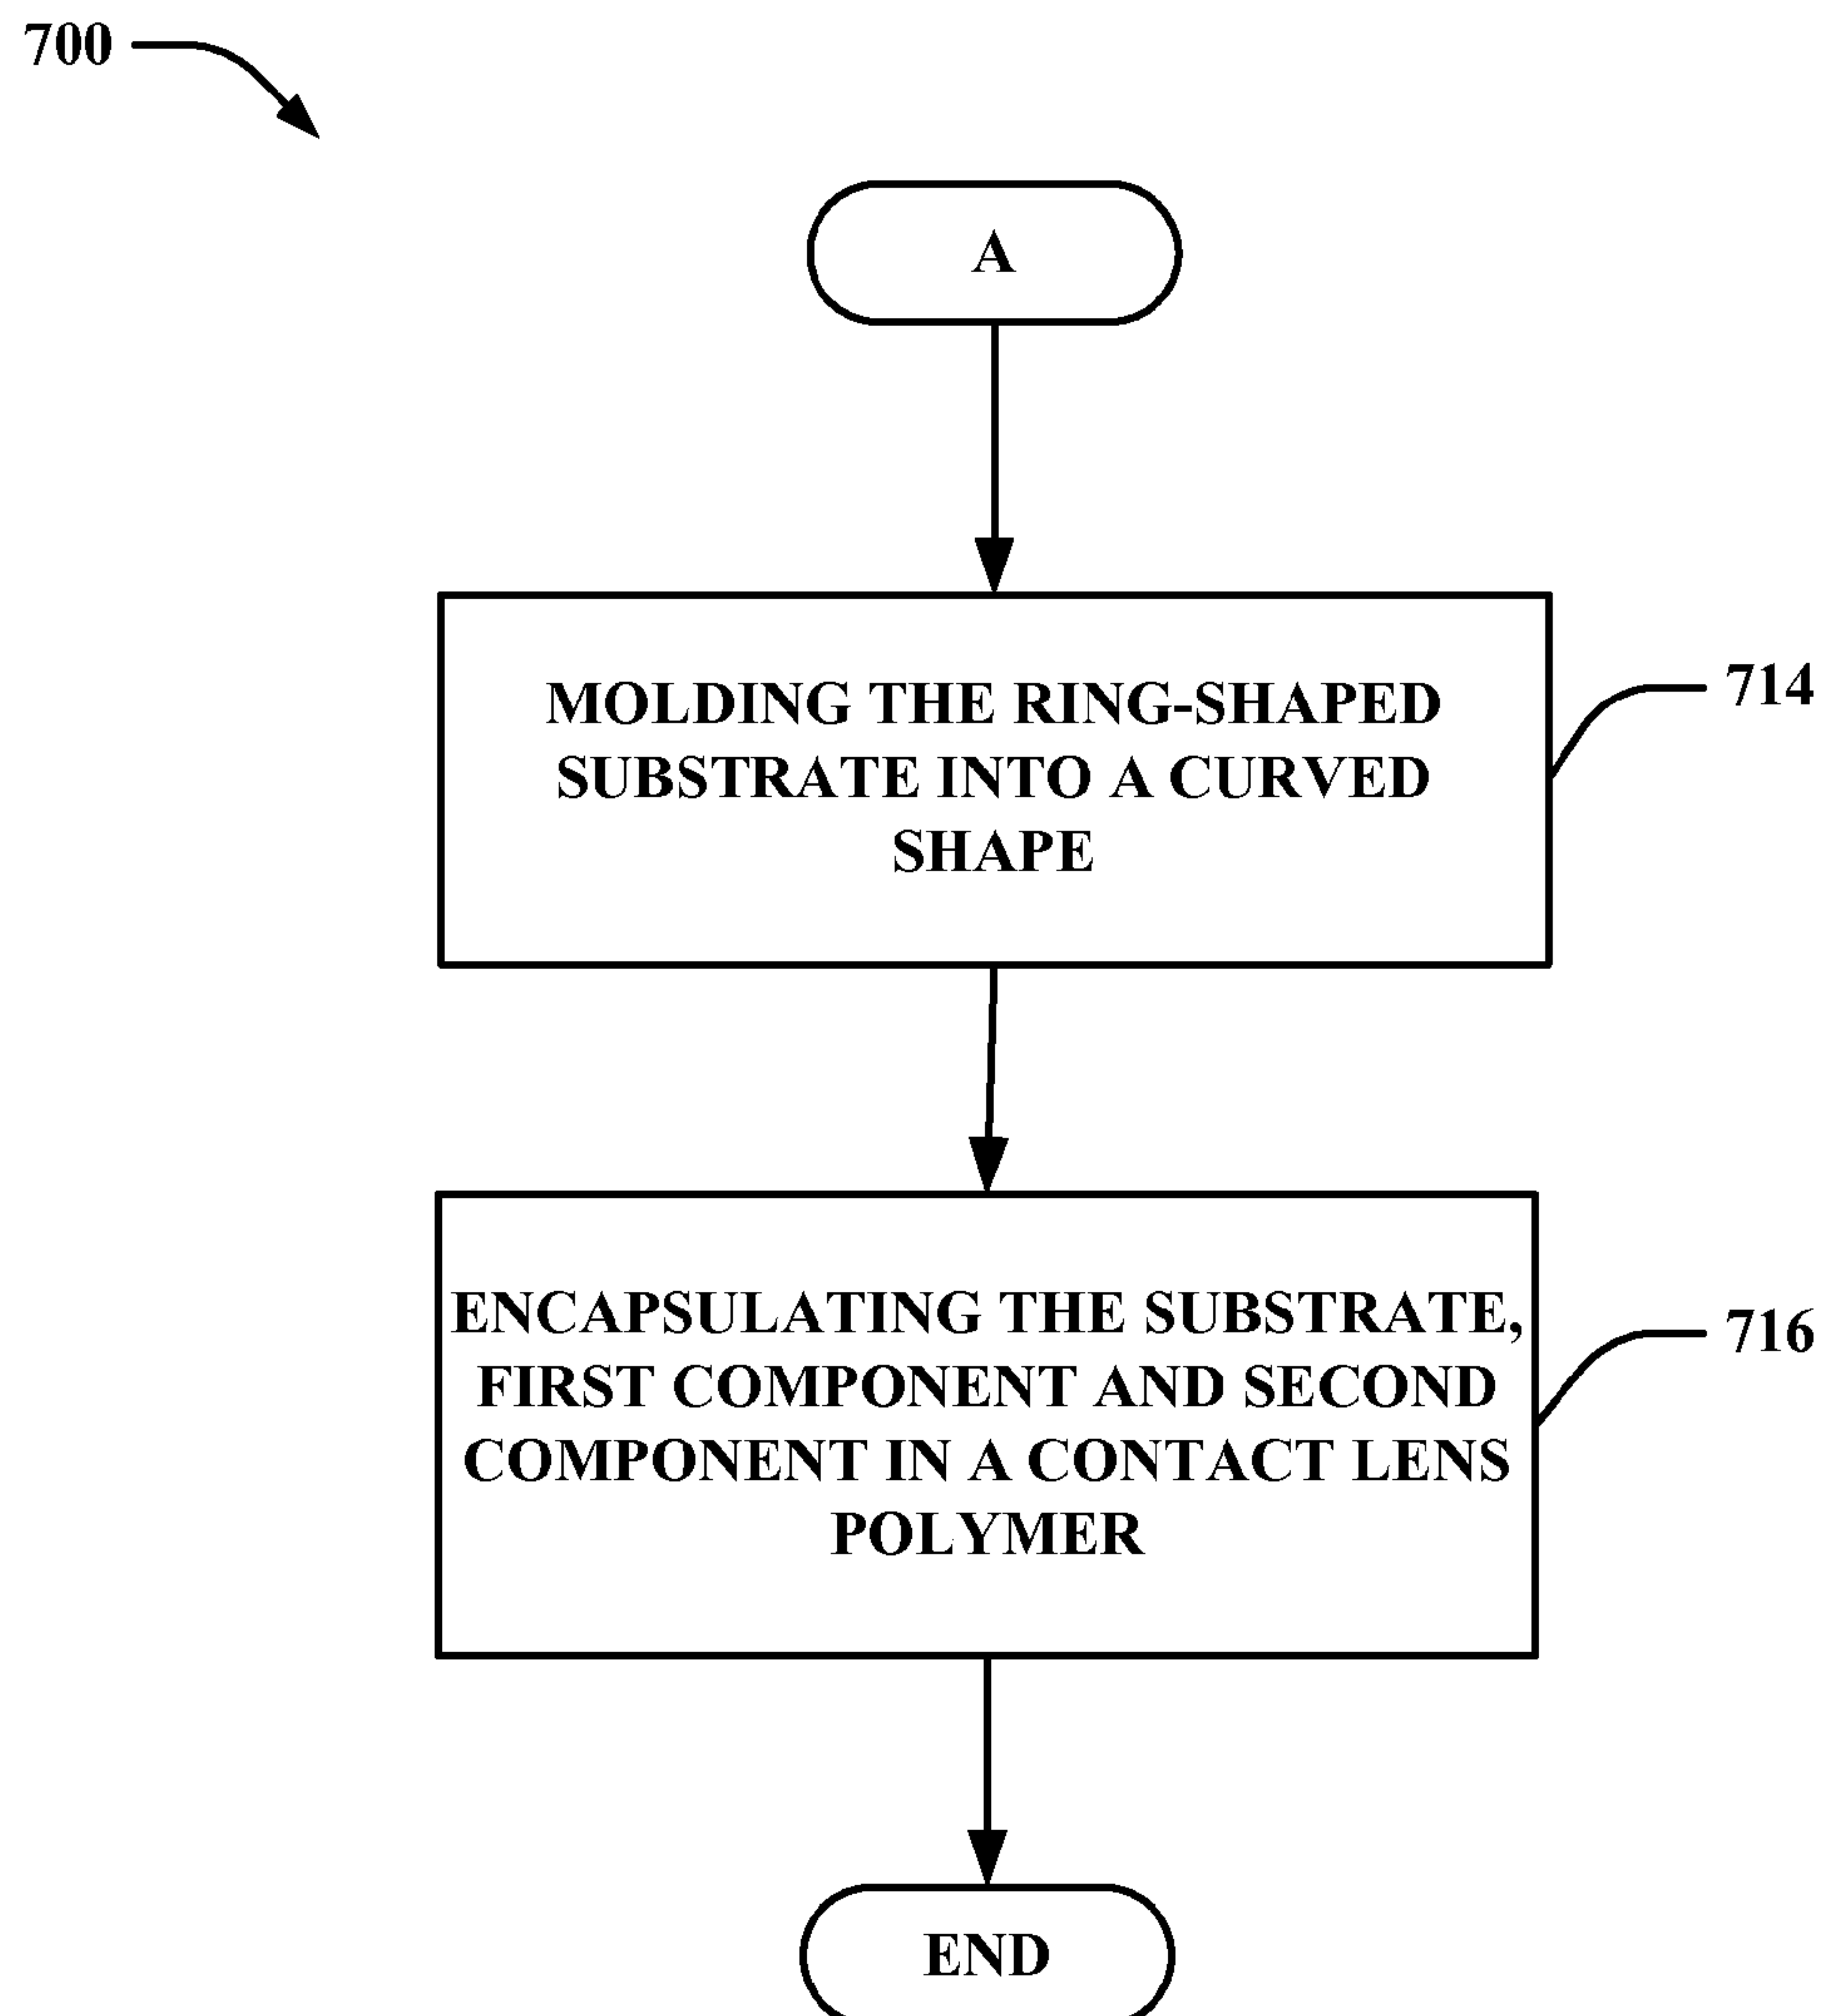 700
A
MOLDING THE RING-SHAPED
SUBSTRATE INTO A CURVED
SHAPE
714
ENCAPSULATING THE SUBSTRATE,
FIRST COMPONENT AND SECOND
COMPONENT IN A CONTACT LENS
POLYMER
716
END